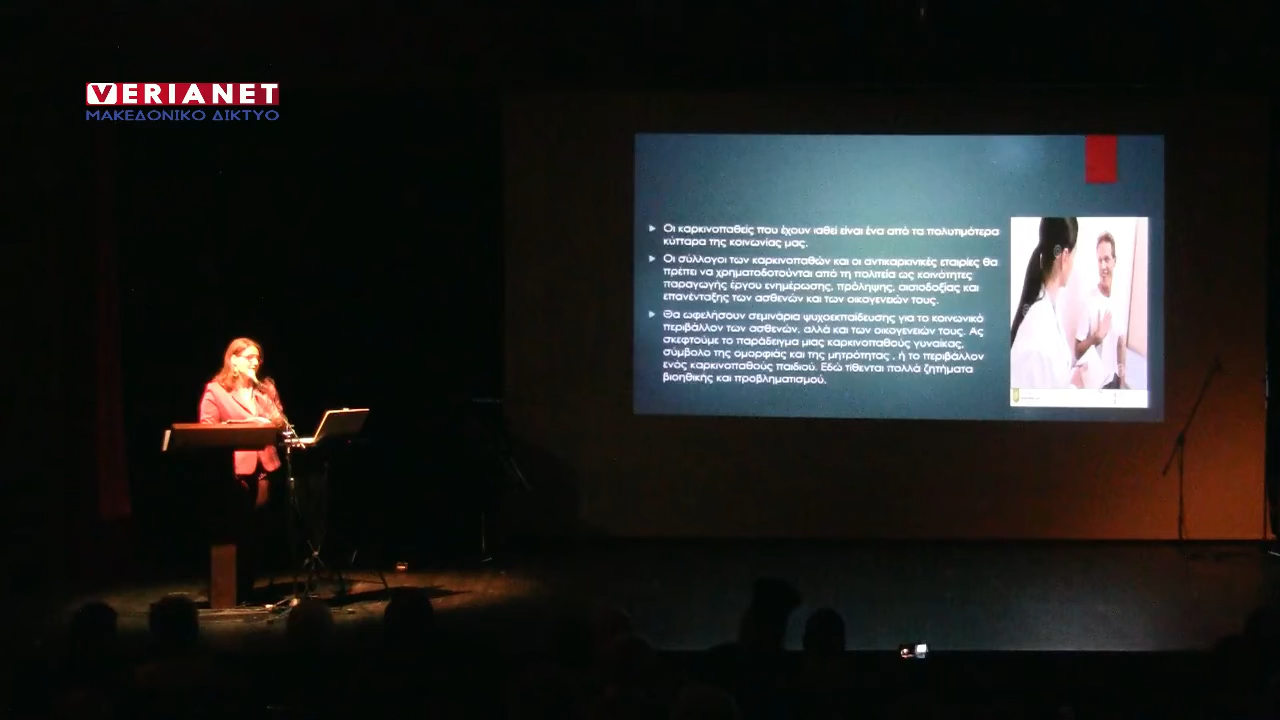 VERIANET
ΜΑΚΕΔΟΝΙΚΟ ΔΙΚΤΥΟ
Οι καρκινοπαθείς που έχουν ιαθεί είναι ένα από τα πολυτιμότερα
κύτταρα της κοινωνίας μας.
Οι σύλλογοι των καρκινοπαθών και οι αντικαρκινικές εταιρίες θα
πρέπει να χρηματοδοτούνται από τη πολιτεία ως κοινότητες
παραγωγής έργου ενημέρωσης, πρόληψης, αισιοδοξίας και
επανένταξης των ασθενών και των οικογενειών τους.
Θα ωφελήσουν σεμινάρια ψυχοεκπαίδευσης για το κοινωνικό
περιβάλλον των ασθενών, αλλά και των οικογενειών τους. Ας
σκεφτούμε το παράδειγμα μιας καρκινοπαθούς γυναίκας,
σύμβολο της ομορφιάς και της μητρότητας , ή το περιβάλλον
ενός καρκινοπαθούς παιδιού. Εδώ τίθενται πολλά ζητήματα
βιοηθικής και προβληματισμού.